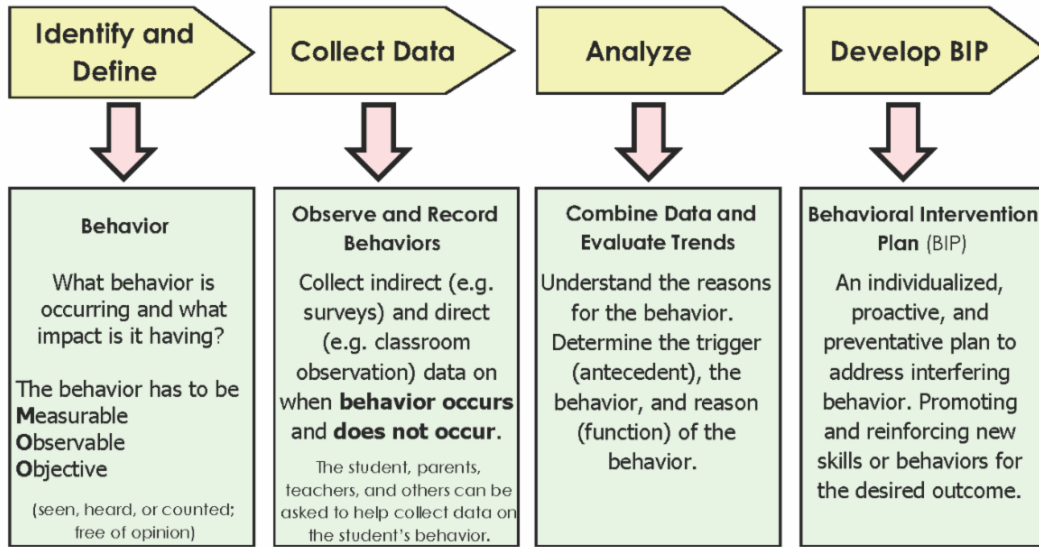 Identify and
Define
Collect Data
Analyze
Develop BIP
Behavior
What behavior is
occurring and what
impact is it having?
The behavior has to be
Measurable
Observable
Objective
(seen, heard, or counted;
free of opinion)
Observe and Record
Behaviors
Collect indirect (e.g.
surveys) and direct
(e.g. classroom
observation) data on
when behavior occurs
and does not occur.
The student, parents,
teachers, and others can be
asked to help collect data on
the student's behavior.
Combine Data and
Evaluate Trends
Understand the reasons
for the behavior.
Determine the trigger
(antecedent), the
behavior, and reason
(function) of the
behavior.
Behavioral Intervention
Plan (BIP)
An individualized,
proactive, and
preventative plan to
address interfering
behavior. Promoting
and reinforcing new
skills or behaviors for
the desired outcome.